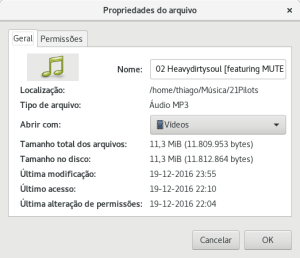 Propriedades do arquivo
Geral
Permissões
Nome: 02 Heavydirtysoul [featuring MUTE
Localização: /home/thiago/Música/21Pilots
Tipo de arquivo: Áudio MP3
Abrir com: Vídeos
Tamanho total dos arquivos: 11,3 MiB (11.809.953 bytes)
Tamanho no disco: 11,3 MiB (11.812.864 bytes)
Última modificação: 19-12-2016 23:55
Último acesso: 19-12-2016 22:10
Última alteração de permissões: 19-12-2016 22:04
Cancelar
OK